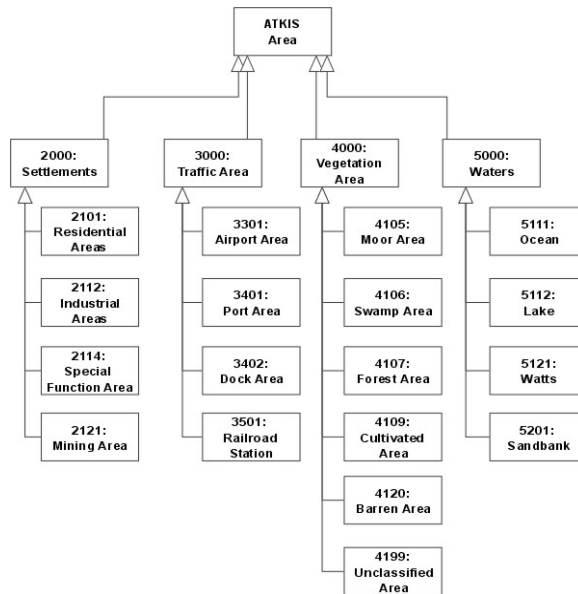 ATKIS
Area
2000:
Settlements
3000:
Traffic Area
4000:
Vegetation
Area
5000:
Waters
2101:
Residential
Areas
2112:
Industrial
Areas
2114:
Special
Function Area
2121:
Mining Area
3301:
Airport Area
3401:
Port Area
3402:
Dock Area
3501:
Railroad
Station
4105:
Moor Area
4106:
Swamp Area
4107:
Forest Area
4109:
Cultivated
Area
4120:
Barren Area
4199:
Unclassified
Area
5111:
Ocean
5112:
Lake
5121:
Watts
5201:
Sandbank